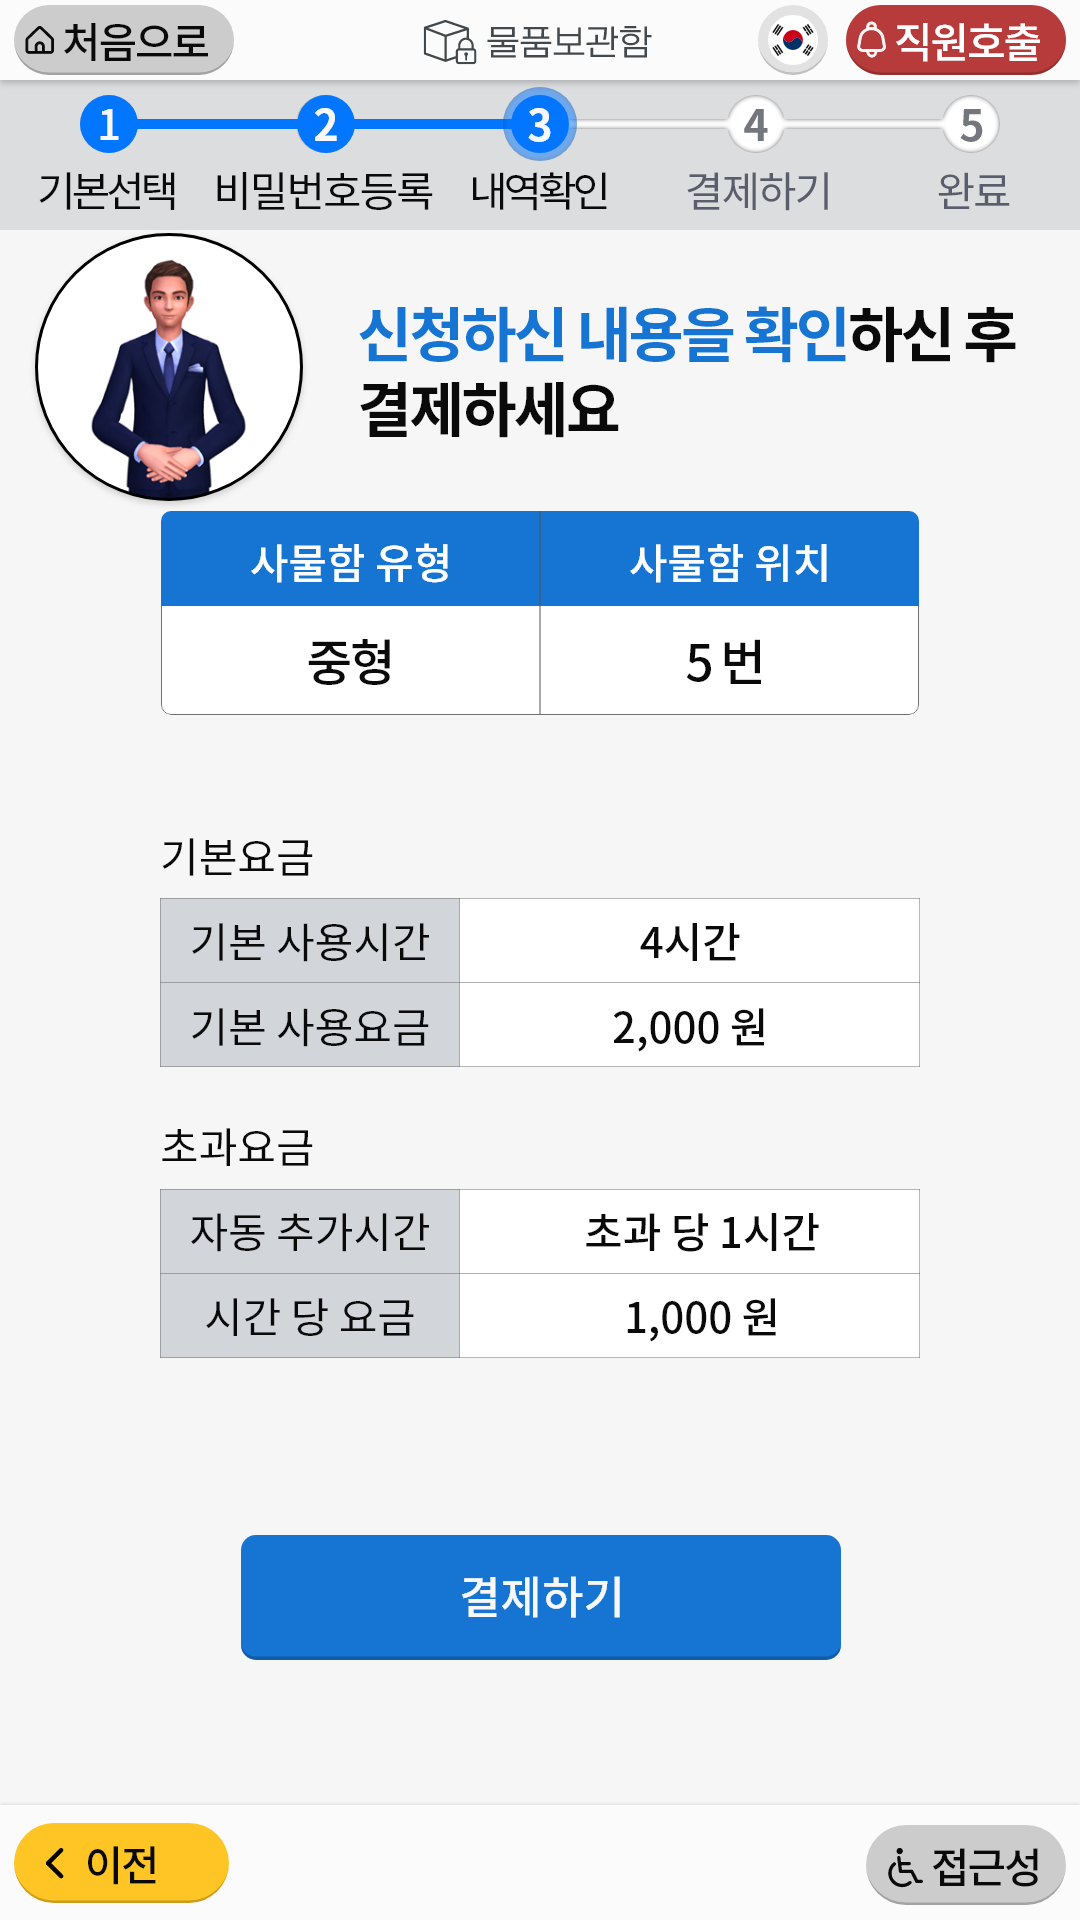 처음으로
물품보관함
직원호출
1 2 3 4 5
기본선택 비밀번호등록 내역확인 결제하기 완료
신청하신 내용을 확인하신 후
결제하세요
사물함 유형 사물함 위치
중형 5 번
기본요금
기본 사용시간 4시간
기본 사용요금 2,000 원
초과요금
자동 추가시간 초과 당 1시간
시간 당 요금 1,000 원
결제하기
이전
접근성